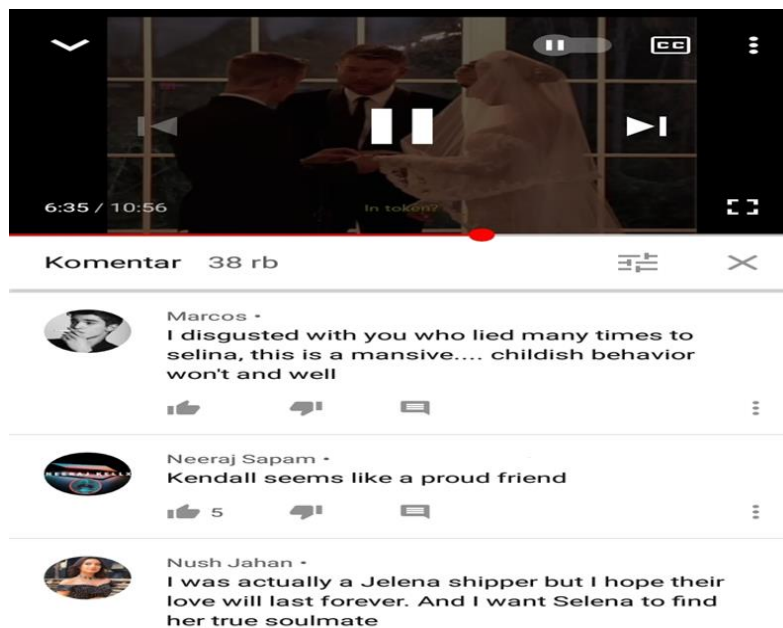 CC
6:35 / 10:56
In token?
Komentar 38 rb
Marcos •
I disgusted with you who lied many times to
selina, this is a mansive.... childish behavior
won't and well
Neeraj Sapam •
Kendall seems like a proud friend
5
Nush Jahan •
I was actually a Jelena shipper but I hope their
love will last forever. And I want Selena to find
her true soulmate